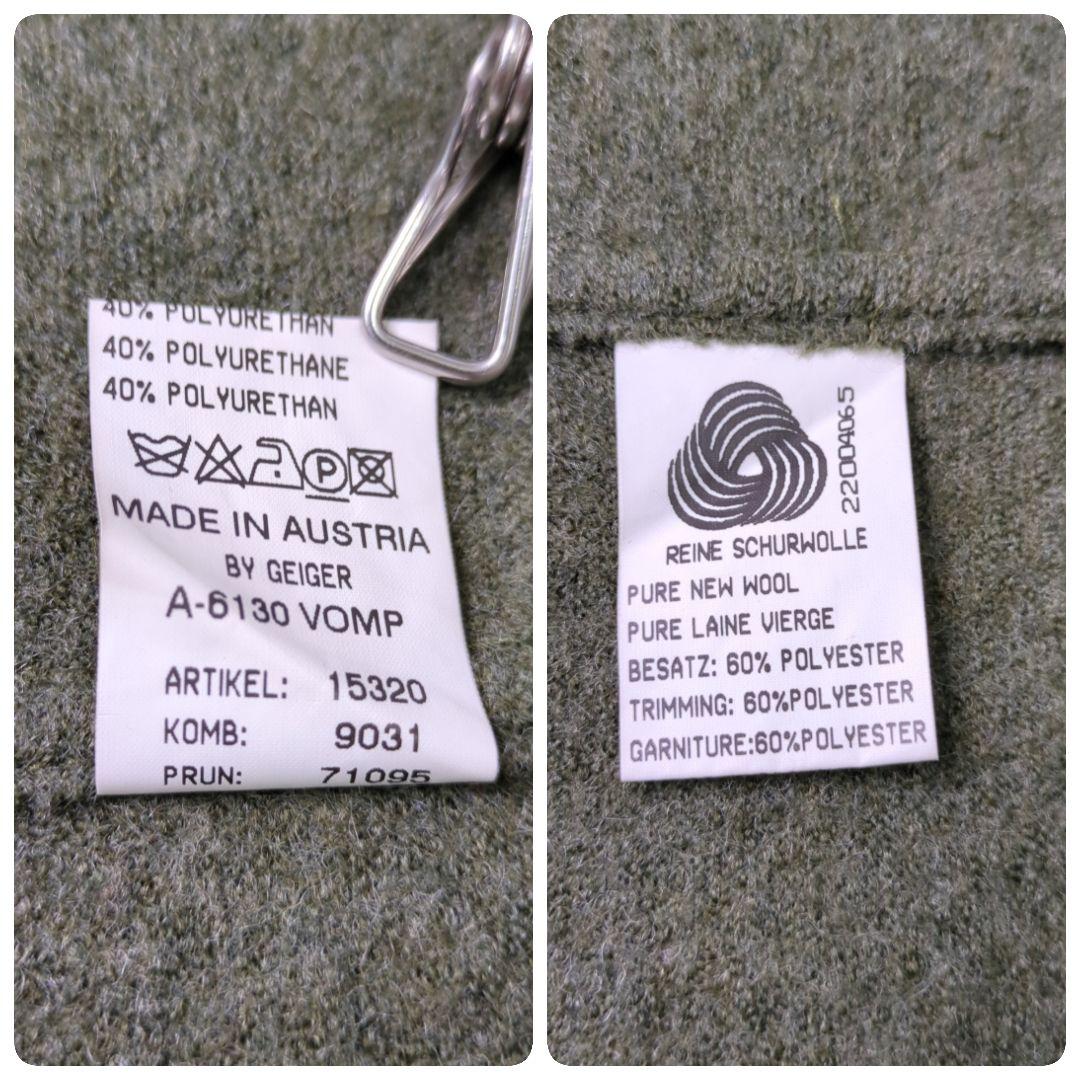 40% POLYURETHAN
40% POLYURETHANE
40% POLYURETHAN
P
MADE IN AUSTRIA
BY GEIGER
A-6130 VOMP
ARTIKEL: 15320
KOMB: 9031
PRUN: 71095
22004065
REINE SCHURWOLLE
PURE NEW WOOL
PURE LAINE VIERGE
BESATZ: 60% POLYESTER
TRIMMING: 60%POLYESTER
GARNITURE:60%POLYESTER